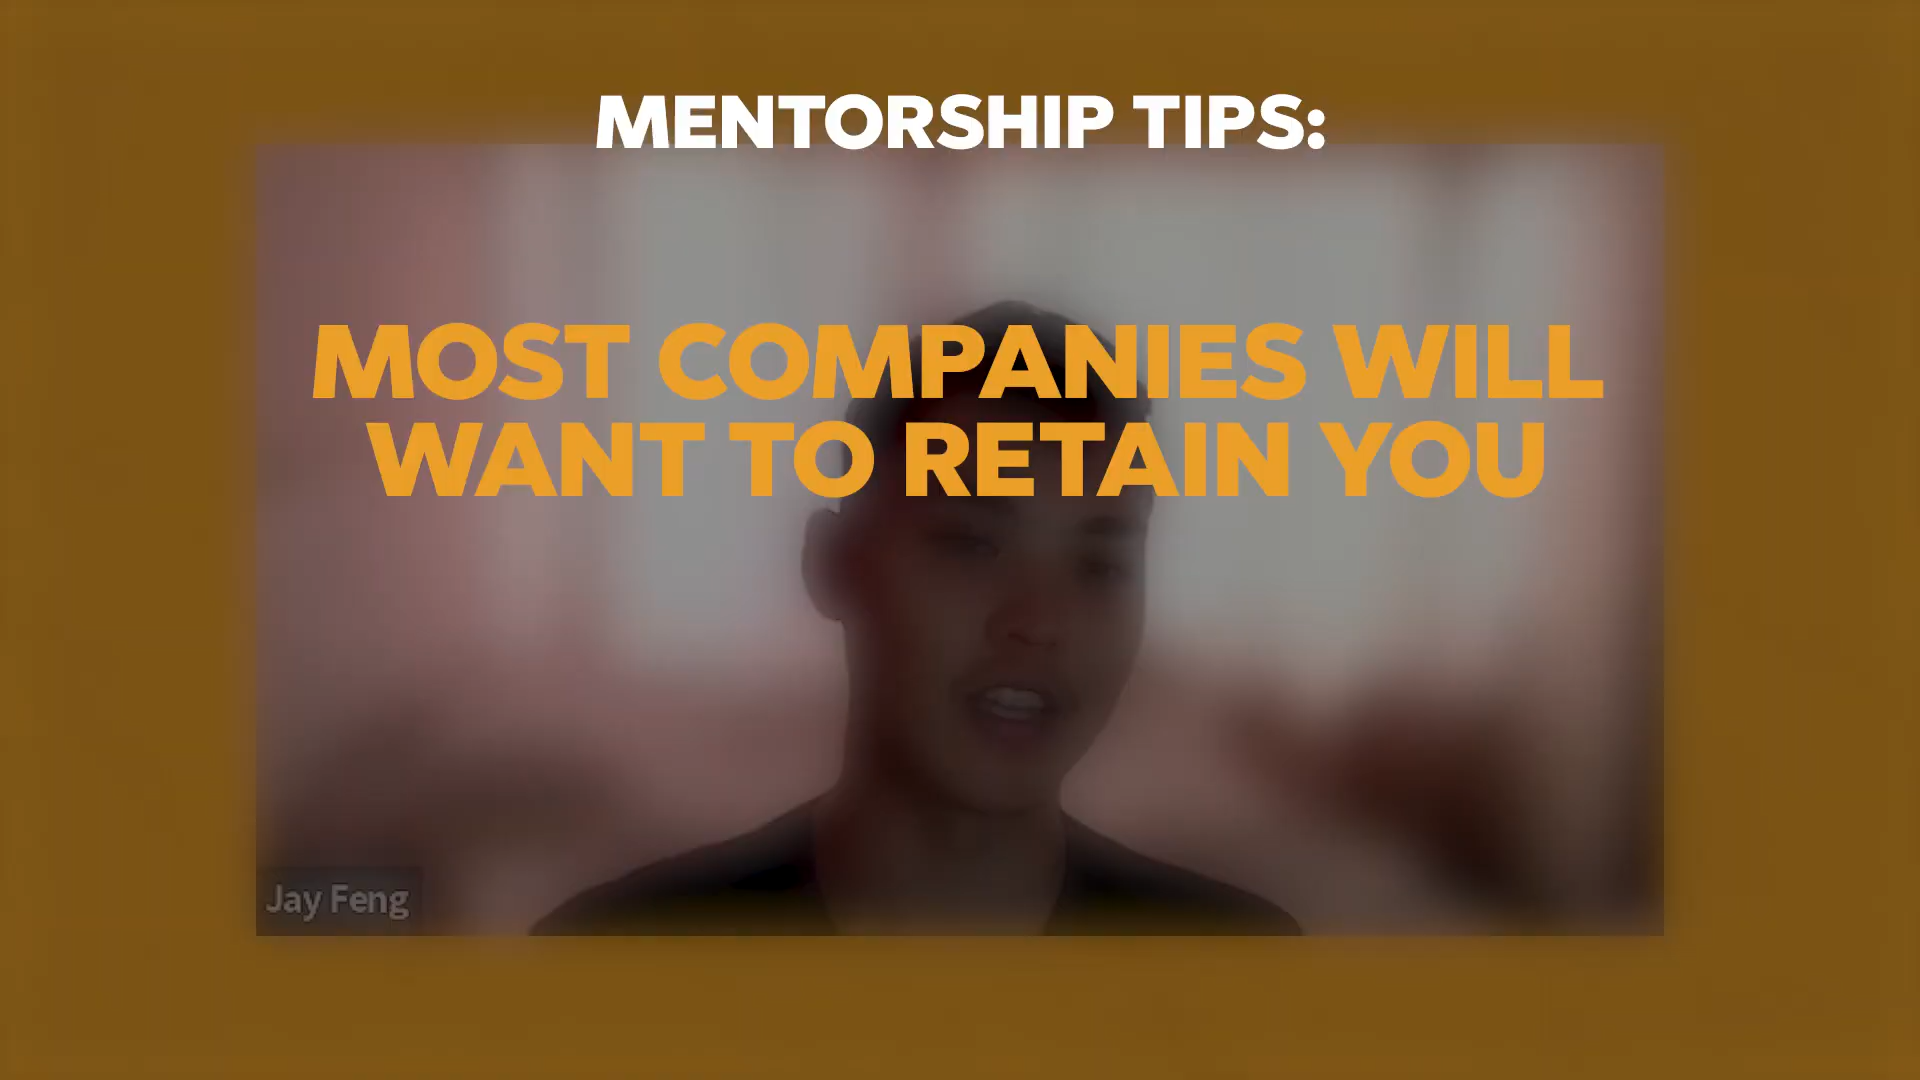 MENTORSHIP TIPS:
MOST COMPANIES WILL
WANT TO RETAIN YOU
Jay Feng